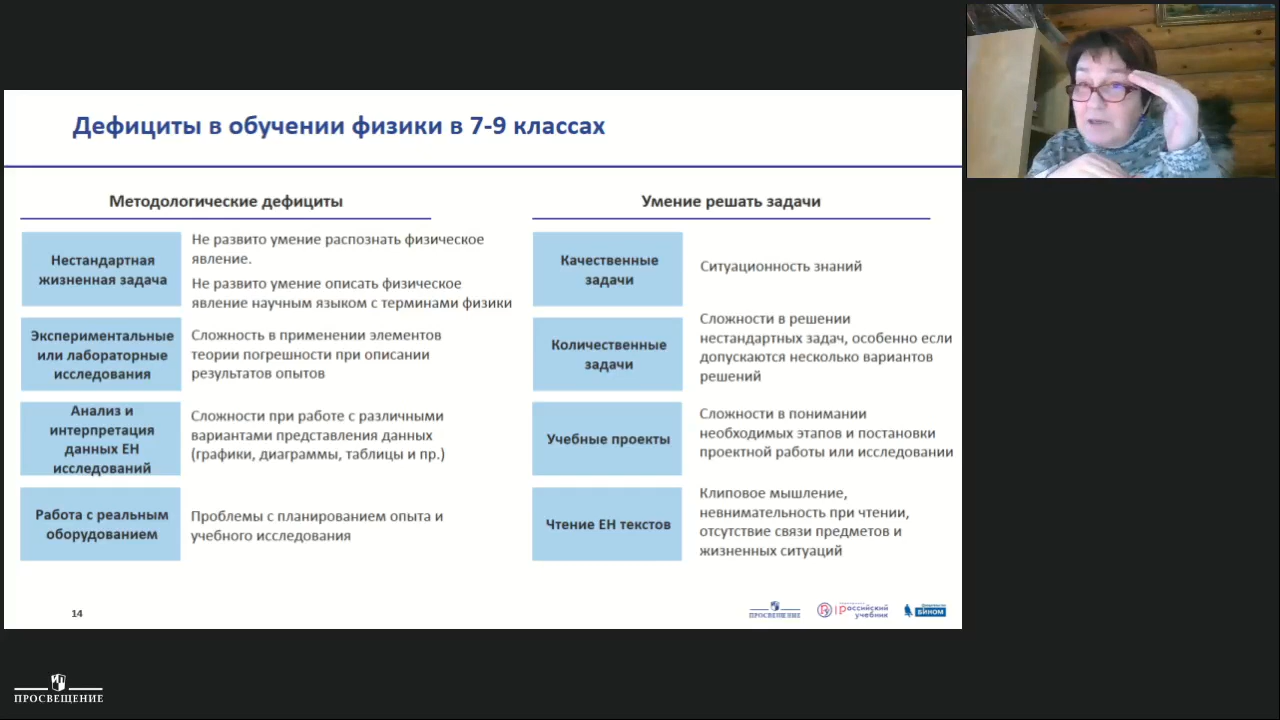 Дефициты в обучении физики в 7-9 классах
Методологические дефициты
Нестандартная
жизненная задача
Не развито умение распознать физическое
явление.
Не развито умение описать физическое
явление научным языком с терминами физики
Экспериментальные
или лабораторные
исследования
Сложность в применении элементов
теории погрешности при описании
результатов опытов
Анализ и
интерпретация
данных ЕН
исследований
Сложности при работе с различными
вариантами представления данных
(графики, диаграммы, таблицы и пр.)
Работа с реальным
оборудованием
Проблемы с планированием опыта и
учебного исследования
Умение решать задачи
Качественные
задачи
Ситуационность знаний
Количественные
задачи
Сложности в решении
нестандартных задач, особенно если
допускаются несколько вариантов
решений
Учебные проекты
Сложности в понимании
необходимых этапов и постановки
проектной работы или исследовании
Чтение ЕН текстов
Клиповое мышление,
невнимательность при чтении,
отсутствие связи предметов и
жизненных ситуаций
14
ПРОСВЕЩЕНИЕ
российский
учебник
БИНОМ
ПРОСВЕЩЕНИЕ